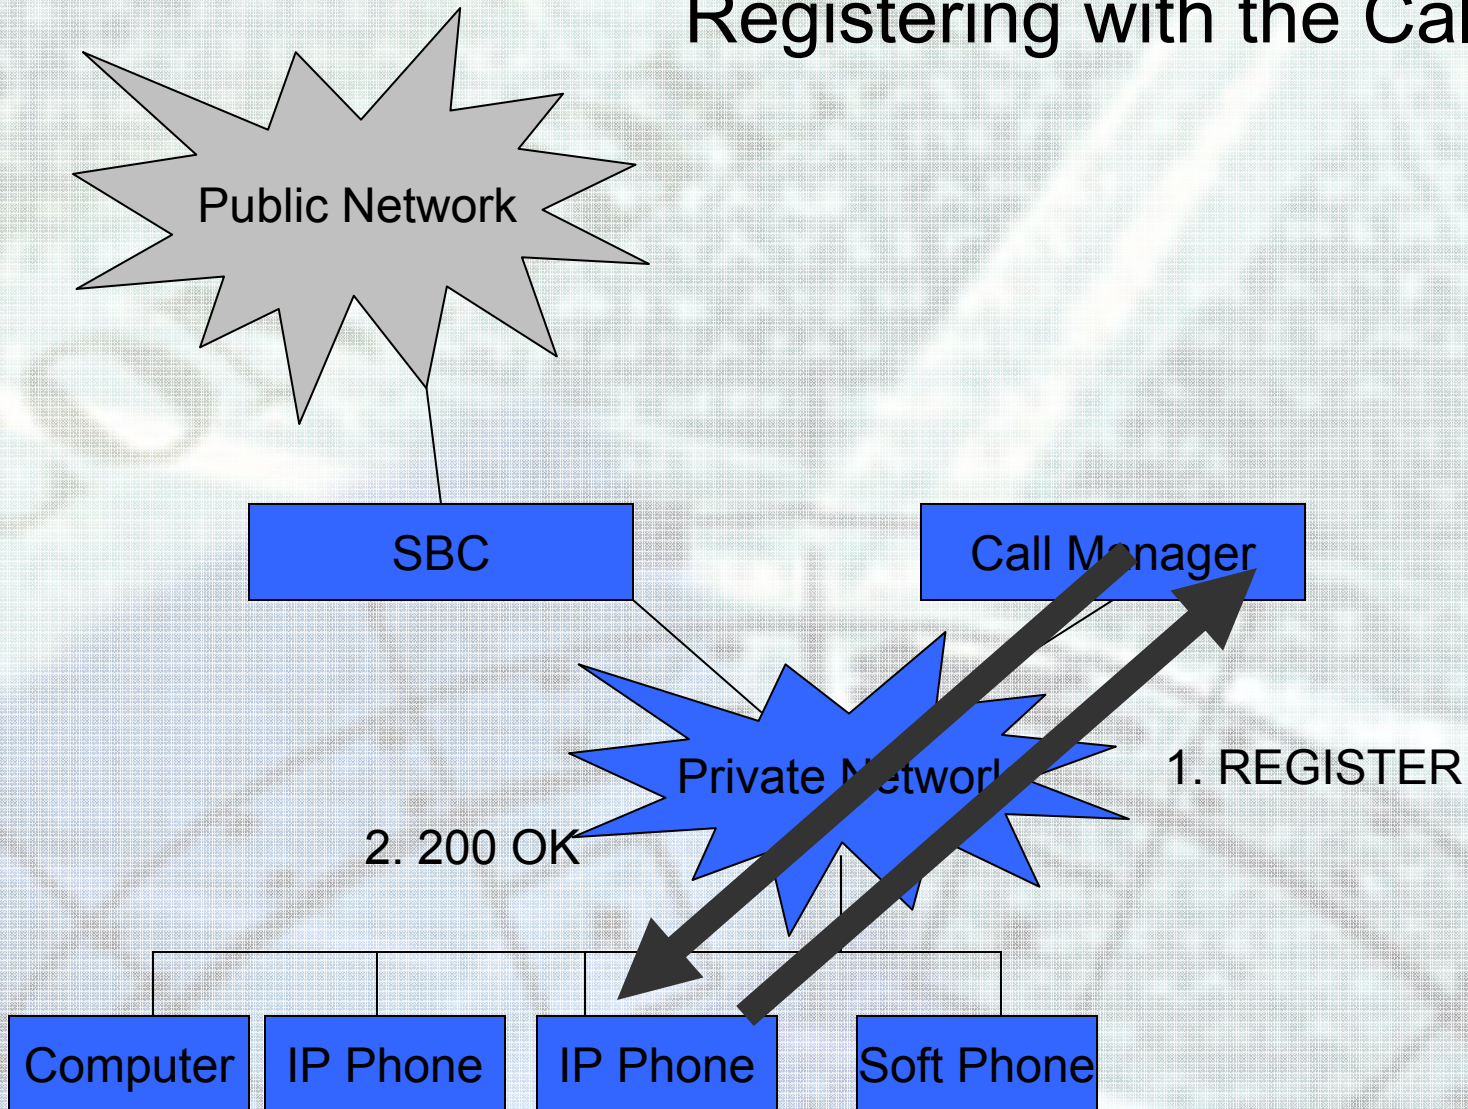 Registering with the Cal
Public Network
SBC
Call Manager
Private Network
1. REGISTER
2. 200 OK
Computer
IP Phone
IP Phone
Soft Phone